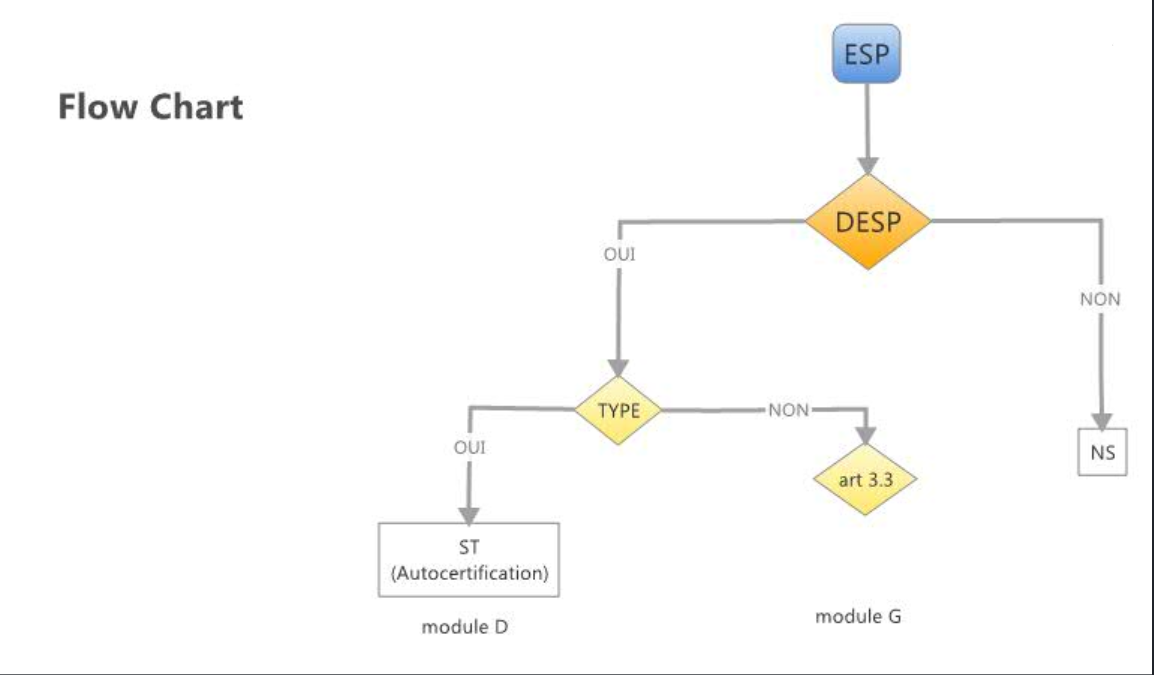 ESP
Flow Chart
DESP
OUI
NON
TYPE
NON
OUI
NS
art 3.3
ST
(Autocertification)
module D
module G